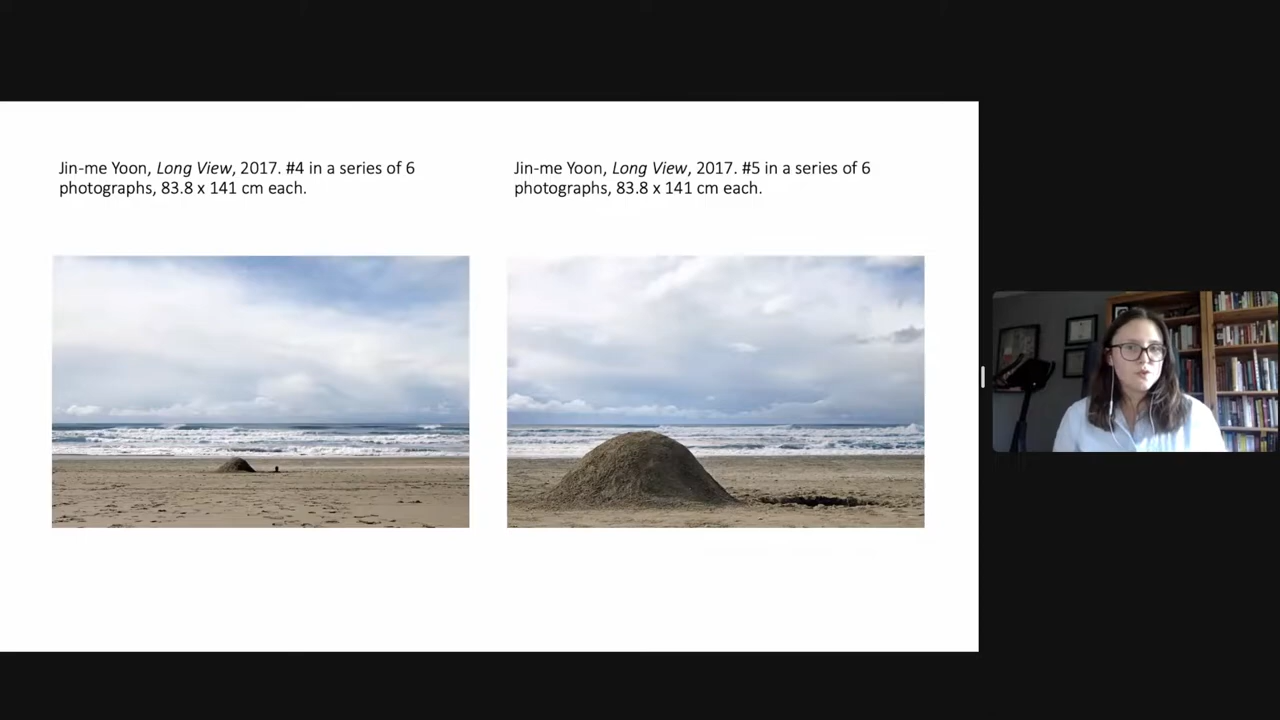 Jin-me Yoon, Long View, 2017. #4 in a series of 6
photographs, 83.8 x 141 cm each.
Jin-me Yoon, Long View, 2017. #5 in a series of 6
photographs, 83.8 x 141 cm each.